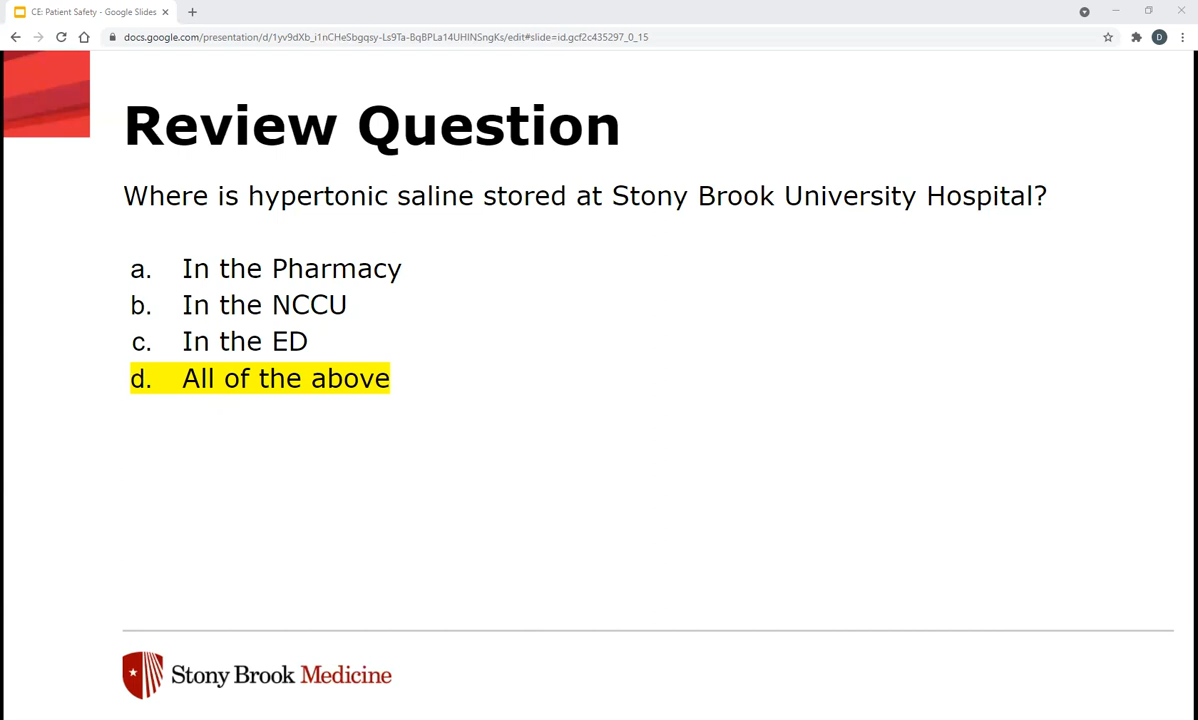 CE: Patient Safety - Google Slides
docs.google.com/presentation/d/1yv9dXb_i1nCHeSbgqsy-Ls9Ta-BqBPLa14UHINSngKs/edit#slide=id.gcf2c435297_0_15
D
Review Question
Where is hypertonic saline stored at Stony Brook University Hospital?
a. In the Pharmacy
b. In the NCCU
c. In the ED
d. All of the above
Stony Brook Medicine